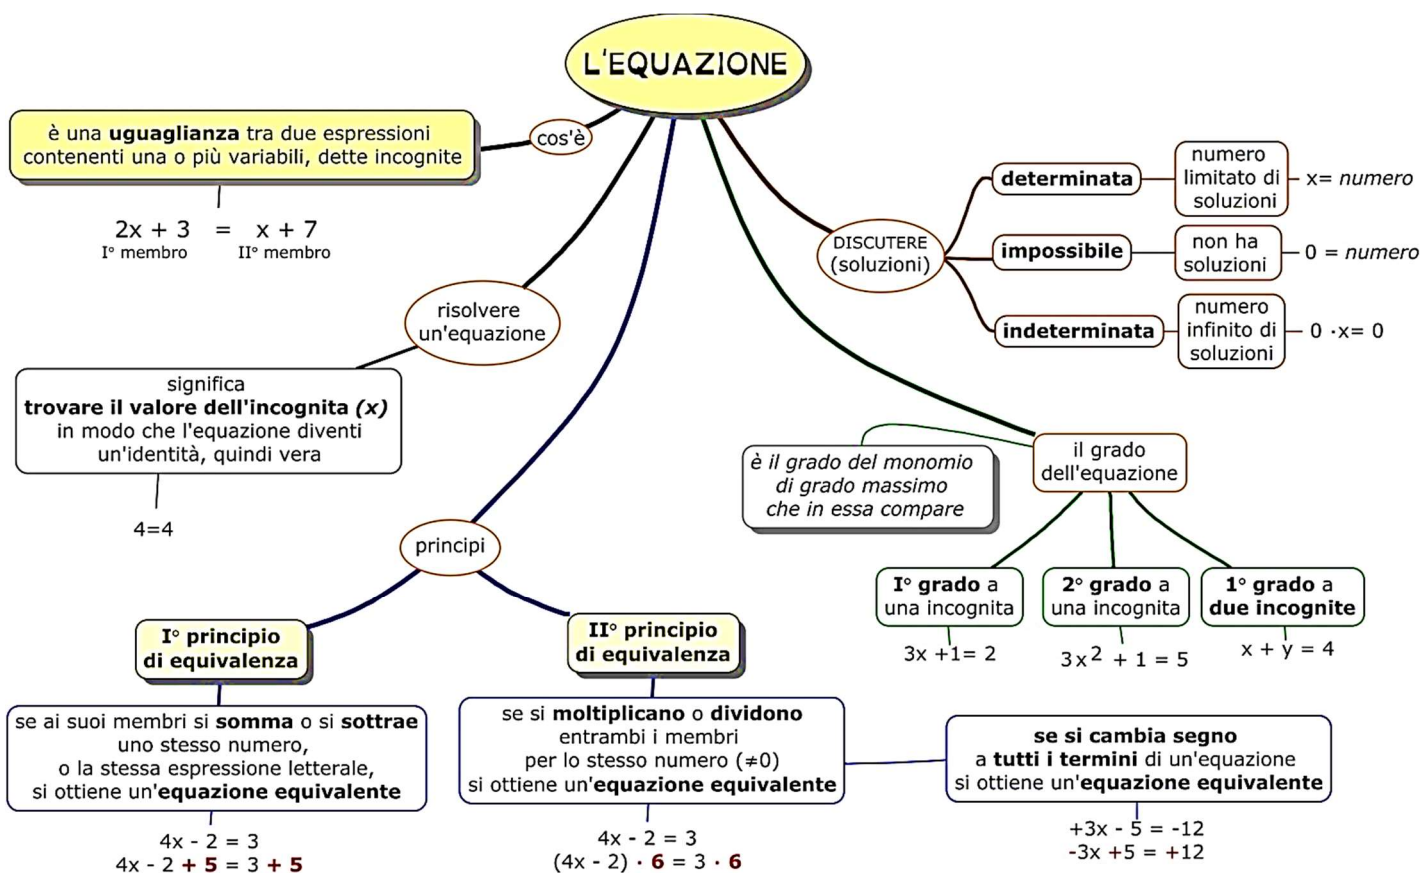 L'EQUAZIONE
cos'è
è una uguaglianza tra due espressioni
contenenti una o più variabili, dette incognite
2x + 3 = x + 7
I° membro II° membro
risolvere
un'equazione
significa
trovare il valore dell'incognita (x)
in modo che l'equazione diventi
un'identità, quindi vera
4=4
principi
I° principio
di equivalenza
se ai suoi membri si somma o si sottrae
uno stesso numero,
o la stessa espressione letterale,
si ottiene un'equazione equivalente
4x - 2 = 3
4x - 2 + 5 = 3 + 5
II° principio
di equivalenza
se si moltiplicano o dividono
entrambi i membri
per lo stesso numero (≠0)
si ottiene un'equazione equivalente
4x - 2 = 3
(4x - 2) · 6 = 3 · 6
se si cambia segno
a tutti i termini di un'equazione
si ottiene un'equazione equivalente
+3x - 5 = -12
-3x +5 = +12
il grado
dell'equazione
è il grado del monomio
di grado massimo
che in essa compare
I° grado a
una incognita
3x +1= 2
2° grado a
una incognita
3x² + 1 = 5
1° grado a
due incognite
x + y = 4
DISCUTERE
(soluzioni)
determinata
numero
limitato di
soluzioni
x= numero
impossibile
non ha
soluzioni
0 = numero
indeterminata
numero
infinito di
soluzioni
0 ·x= 0